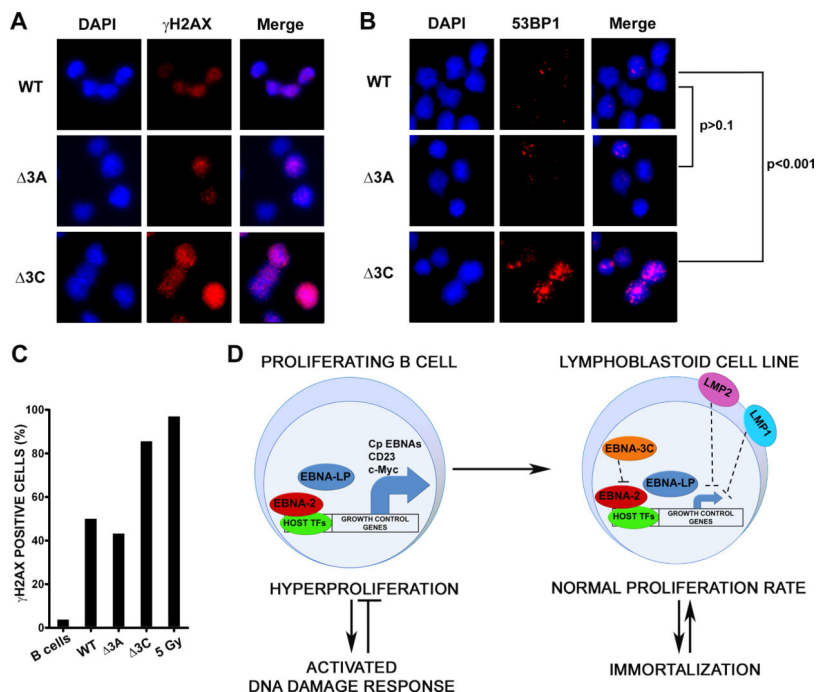 A
DAPI γH2AX Merge
WT
Δ3A
Δ3C
B
DAPI 53BP1 Merge
WT
Δ3A
Δ3C
p>0.1
p<0.001
C
γH2AX POSITIVE CELLS (%)
100
80
60
40
20
0
B cells WT Δ3A Δ3C 5 Gy
D
PROLIFERATING B CELL
Cp EBNAs
CD23
c-Myc
EBNA-LP
EBNA-2
HOST TFs
GROWTH CONTROL
GENES
HYPERPROLIFERATION
ACTIVATED
DNA DAMAGE RESPONSE
LYMPHOBLASTOID CELL LINE
LMP2
LMP1
EBNA-3C
EBNA-LP
EBNA-2
HOST TFs
GROWTH CONTROL
GENES
NORMAL PROLIFERATION RATE
IMMORTALIZATION